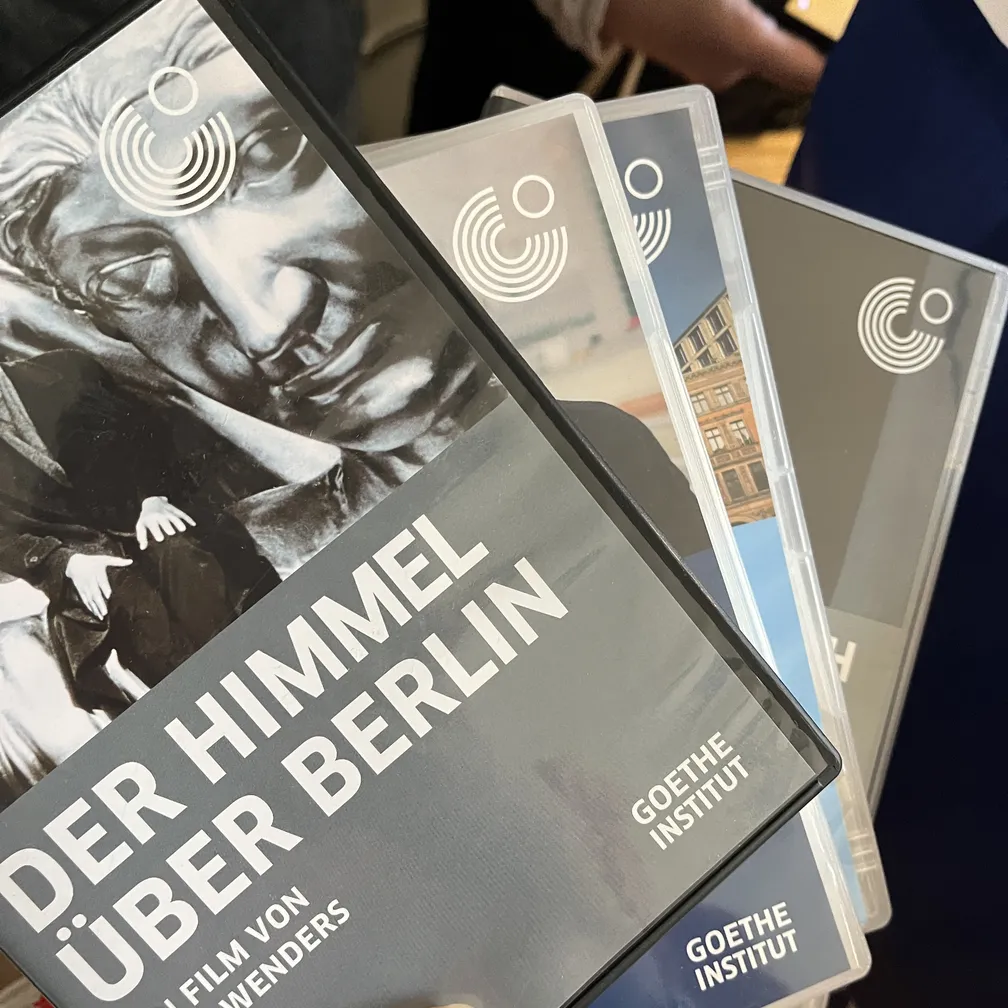 DER HIMMEL
ÜBER BERLIN
FILM VON
WENDERS
GOETHE
INSTITUT
GOETHE
INSTITUT
H